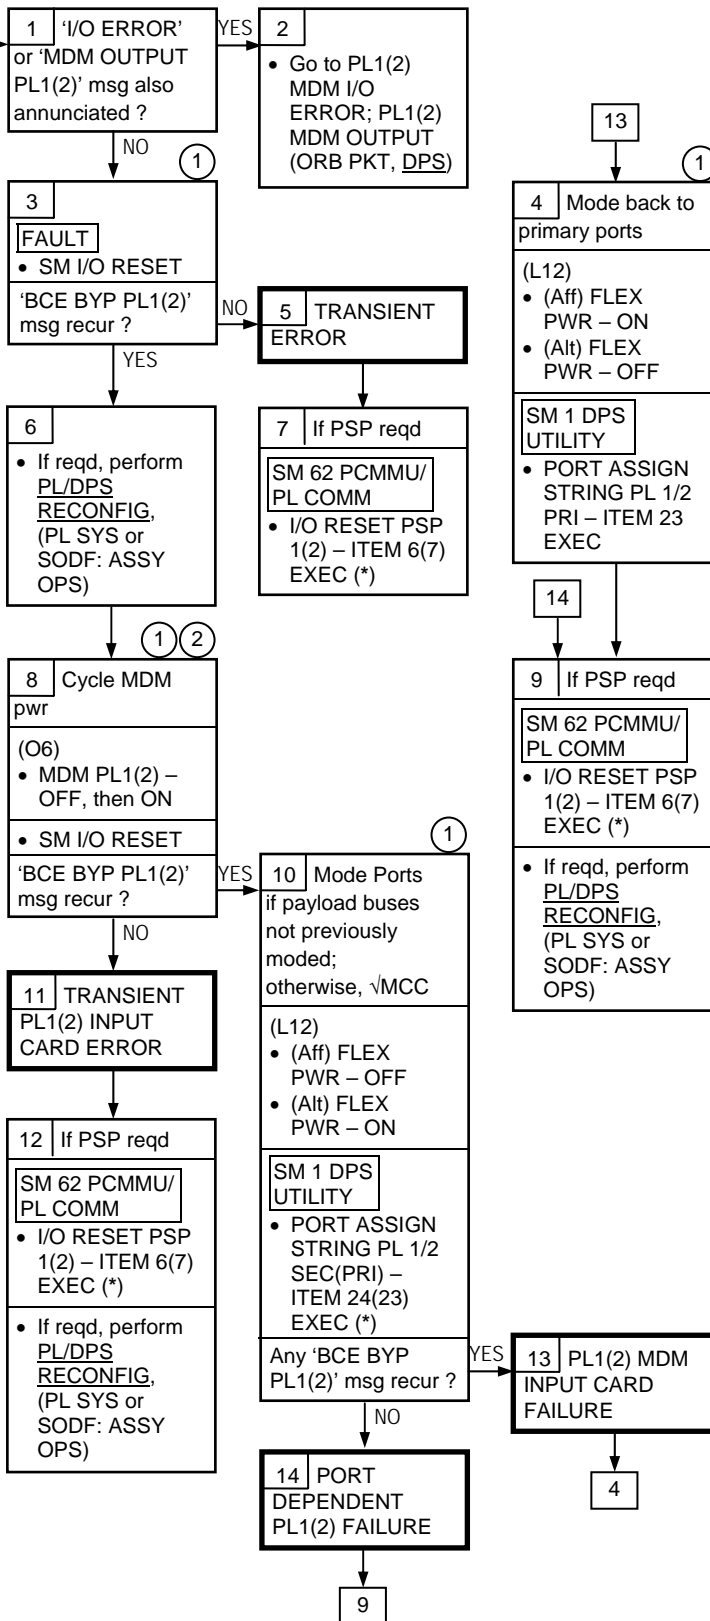 1 'I/O ERROR'
or 'MDM OUTPUT
PL1(2)' msg also
annunciated ?
YES
NO
2
• Go to PL1(2)
MDM I/O
ERROR; PL1(2)
MDM OUTPUT
(ORB PKT, DPS)
1
3
FAULT
• SM I/O RESET
'BCE BYP PL1(2)'
msg recur ?
NO
YES
5 TRANSIENT
ERROR
7 If PSP reqd
SM 62 PCMMU/
PL COMM
• I/O RESET PSP
1(2) – ITEM 6(7)
EXEC (*)
6
• If reqd, perform
PL/DPS
RECONFIG,
(PL SYS or
SODF: ASSY
OPS)
1 2
8 Cycle MDM
pwr
(O6)
• MDM PL1(2) –
OFF, then ON
• SM I/O RESET
'BCE BYP PL1(2)'
msg recur ?
YES
NO
11 TRANSIENT
PL1(2) INPUT
CARD ERROR
12 If PSP reqd
SM 62 PCMMU/
PL COMM
• I/O RESET PSP
1(2) – ITEM 6(7)
EXEC (*)
• If reqd, perform
PL/DPS
RECONFIG,
(PL SYS or
SODF: ASSY
OPS)
1
10 Mode Ports
if payload buses
not previously
moded;
otherwise, √MCC
(L12)
• (Aff) FLEX
PWR – OFF
• (Alt) FLEX
PWR – ON
SM 1 DPS
UTILITY
• PORT ASSIGN
STRING PL 1/2
SEC(PRI) –
ITEM 24(23)
EXEC (*)
Any 'BCE BYP
PL1(2)' msg recur ?
YES
NO
13 PL1(2) MDM
INPUT CARD
FAILURE
4
14 PORT
DEPENDENT
PL1(2) FAILURE
9
13
1
4 Mode back to
primary ports
(L12)
• (Aff) FLEX
PWR – ON
• (Alt) FLEX
PWR – OFF
SM 1 DPS
UTILITY
• PORT ASSIGN
STRING PL 1/2
PRI – ITEM 23
EXEC
14
9 If PSP reqd
SM 62 PCMMU/
PL COMM
• I/O RESET PSP
1(2) – ITEM 6(7)
EXEC (*)
• If reqd, perform
PL/DPS
RECONFIG,
(PL SYS or
SODF: ASSY
OPS)